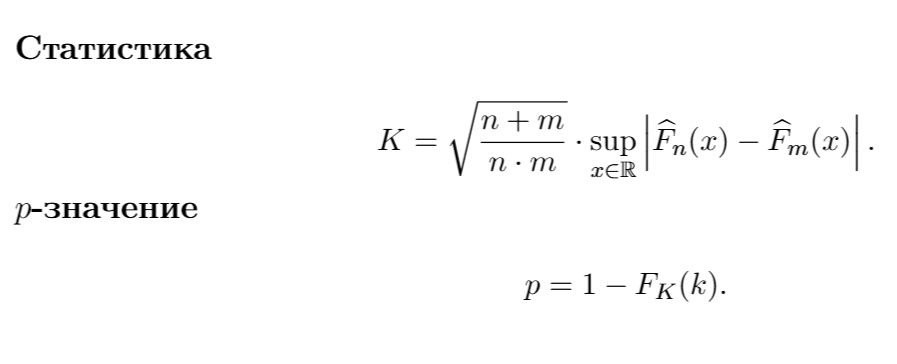 Статистика
K = \sqrt{\frac{n + m}{n \cdot m}} \cdot \sup_{x \in \mathbb{R}} \left| \widehat{F}_n(x) - \widehat{F}_m(x) \right|.
p-значение
p = 1 − F_K(k).